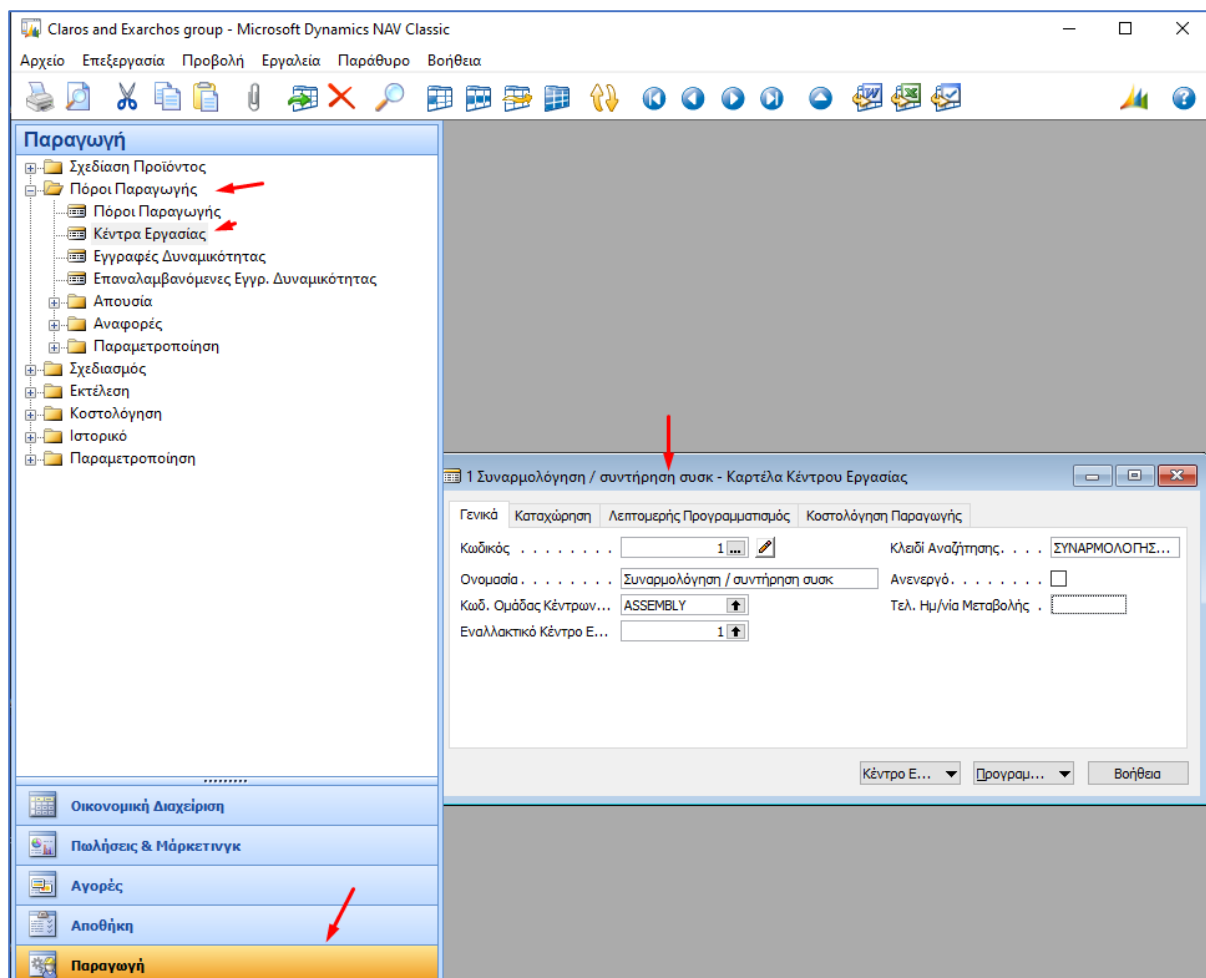 Claros and Exarchos group - Microsoft Dynamics NAV Classic
Αρχείο Επεξεργασία Προβολή Εργαλεία Παράθυρο Βοήθεια
Παραγωγή
Σχεδίαση Προϊόντος
Πόροι Παραγωγής
Πόροι Παραγωγής
Κέντρα Εργασίας
Εγγραφές Δυναμικότητας
Επαναλαμβανόμενες Εγγρ. Δυναμικότητας
Απουσία
Αναφορές
Παραμετροποίηση
Σχεδιασμός
Εκτέλεση
Κοστολόγηση
Ιστορικό
Παραμετροποίηση
1 Συναρμολόγηση / συντήρηση συσκ - Καρτέλα Κέντρου Εργασίας
Γενικά Καταχώρηση Λεπτομερής Προγραμματισμός Κοστολόγηση Παραγωγής
Κωδικός . . . . . . . . 1 ... Κλειδί Αναζήτησης. . . . ΣΥΝΑΡΜΟΛΟΓΗΣ...
Ονομασία . . . . . . . . Συναρμολόγηση / συντήρηση συσκ Ανενεργό. . . . . . . .
Κωδ. Ομάδας Κέντρων... ASSEMBLY Τελ. Ημ/νία Μεταβολής .
Εναλλακτικό Κέντρο Ε... 1
Κέντρο Ε... Προγραμ... Βοήθεια
Οικονομική Διαχείριση
Πωλήσεις & Μάρκετινγκ
Αγορές
Αποθήκη
Παραγωγή